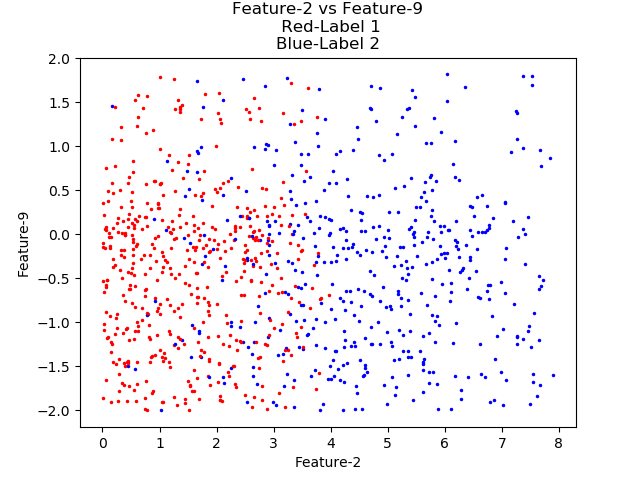 Feature-2 vs Feature-9
Red-Label 1
Blue-Label 2
2.0
1.5
1.0
0.5
0.0
−0.5
−1.0
−1.5
−2.0
Feature-9
0 1 2 3 4 5 6 7 8
Feature-2